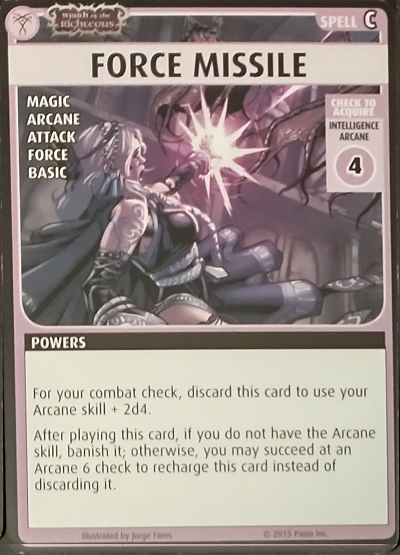 Wrath of the
Righteous
SPELL C
FORCE MISSILE
MAGIC
ARCANE
ATTACK
FORCE
BASIC
CHECK TO
ACQUIRE
INTELLIGENCE
ARCANE
4
POWERS
For your combat check, discard this card to use your
Arcane skill + 2d4.
After playing this card, if you do not have the Arcane
skill, banish it; otherwise, you may succeed at an
Arcane 6 check to recharge this card instead of
discarding it.
Illustrated by Jorge Fares
© 2015 Paizo Inc.